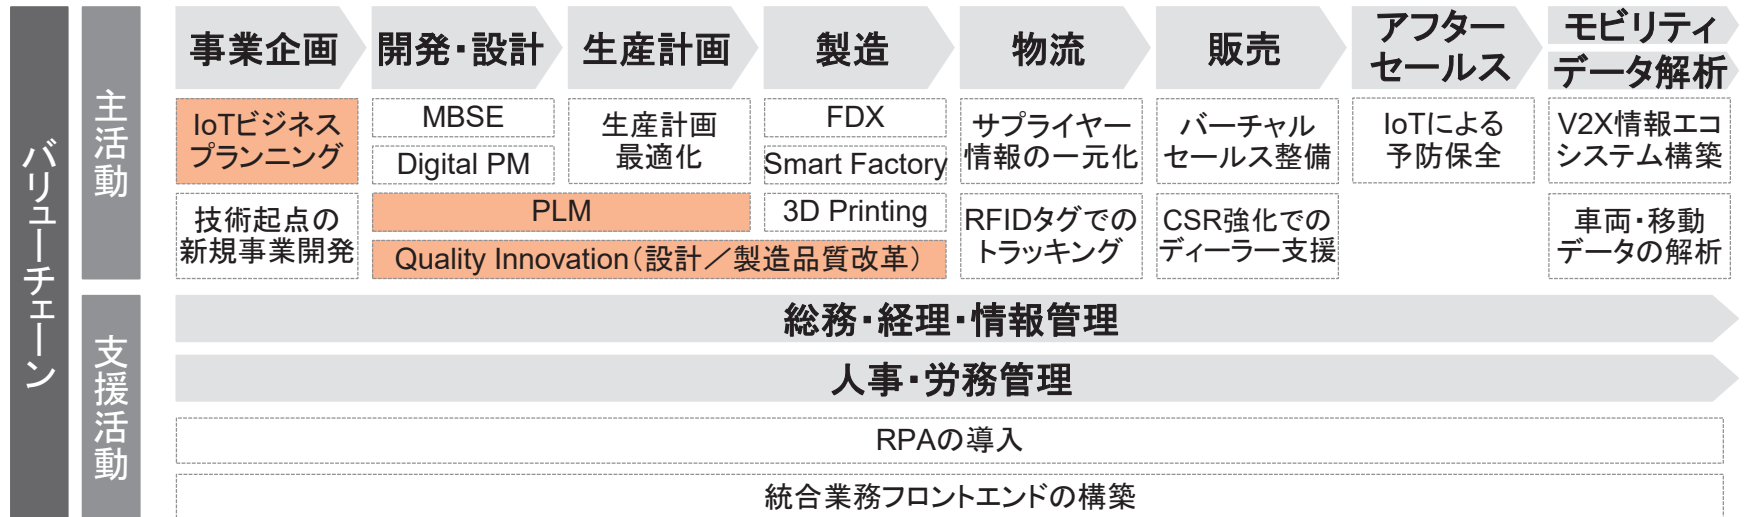 バリューチェーン
主活動
事業企画
開発・設計
生産計画
製造
物流
販売
アフター
セールス
モビリティ
データ解析
IoTビジネス
プランニング
技術起点の
新規事業開発
MBSE
Digital PM
生産計画
最適化
PLM
Quality Innovation（設計／製造品質改革）
FDX
Smart Factory
3D Printing
サプライヤー
情報の一元化
RFIDタグでの
トラッキング
バーチャル
セールス整備
CSR強化での
ディーラー支援
IoTによる
予防保全
V2X情報エコ
システム構築
車両・移動
データの解析
支援活動
総務・経理・情報管理
人事・労務管理
RPAの導入
統合業務フロントエンドの構築